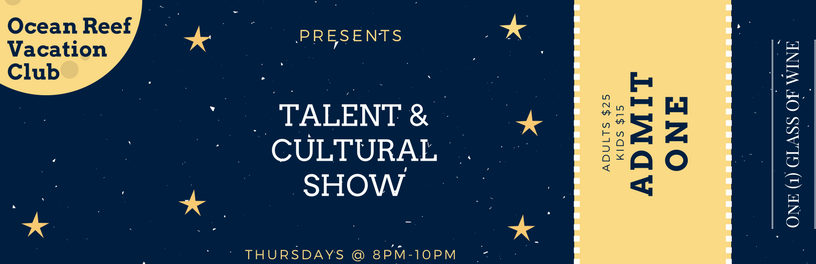 Ocean Reef
Vacation
Club
PRESENTS
TALENT &
CULTURAL
SHOW
THURSDAYS @ 8PM-10PM
ADULTS $25
KIDS $15
ADMIT
ONE
ONE (1) GLASS OF WINE